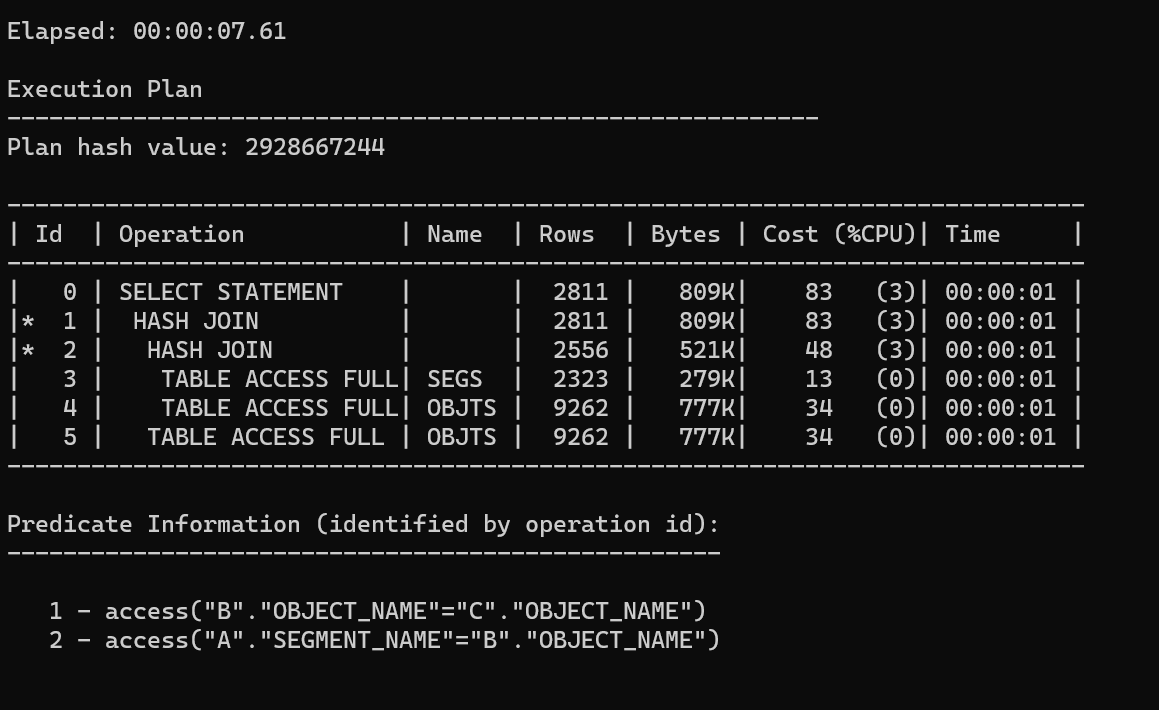 Elapsed: 00:00:07.61
Execution Plan
----------------------------------------------------------
Plan hash value: 2928667244
-----------------------------------------------------------------------------
| Id  | Operation           | Name  | Rows  | Bytes | Cost (%CPU)| Time     |
-----------------------------------------------------------------------------
|   0 | SELECT STATEMENT    |       |  2811 |   809K|    83   (3)| 00:00:01 |
|*  1 |  HASH JOIN          |       |  2811 |   809K|    83   (3)| 00:00:01 |
|*  2 |   HASH JOIN         |       |  2556 |   521K|    48   (3)| 00:00:01 |
|   3 |    TABLE ACCESS FULL| SEGS  |  2323 |   279K|    13   (0)| 00:00:01 |
|   4 |    TABLE ACCESS FULL| OBJTS |  9262 |   777K|    34   (0)| 00:00:01 |
|   5 |   TABLE ACCESS FULL | OBJTS |  9262 |   777K|    34   (0)| 00:00:01 |
-----------------------------------------------------------------------------
Predicate Information (identified by operation id):
---------------------------------------------------
   1 - access("B"."OBJECT_NAME"="C"."OBJECT_NAME")
   2 - access("A"."SEGMENT_NAME"="B"."OBJECT_NAME")